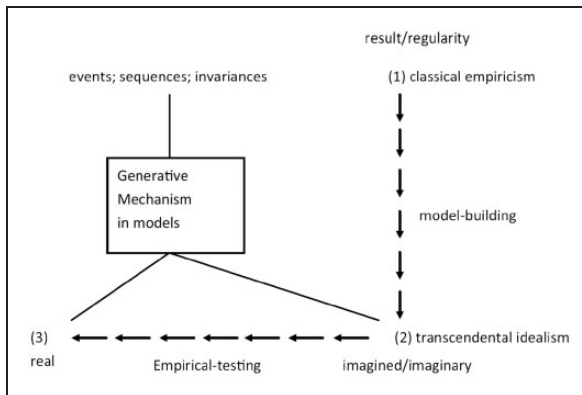 result/regularity
events; sequences; invariances
(1) classical empiricism
Generative
Mechanism
in models
model-building
(3)
real
(2) transcendental idealism
Empirical-testing
imagined/imaginary